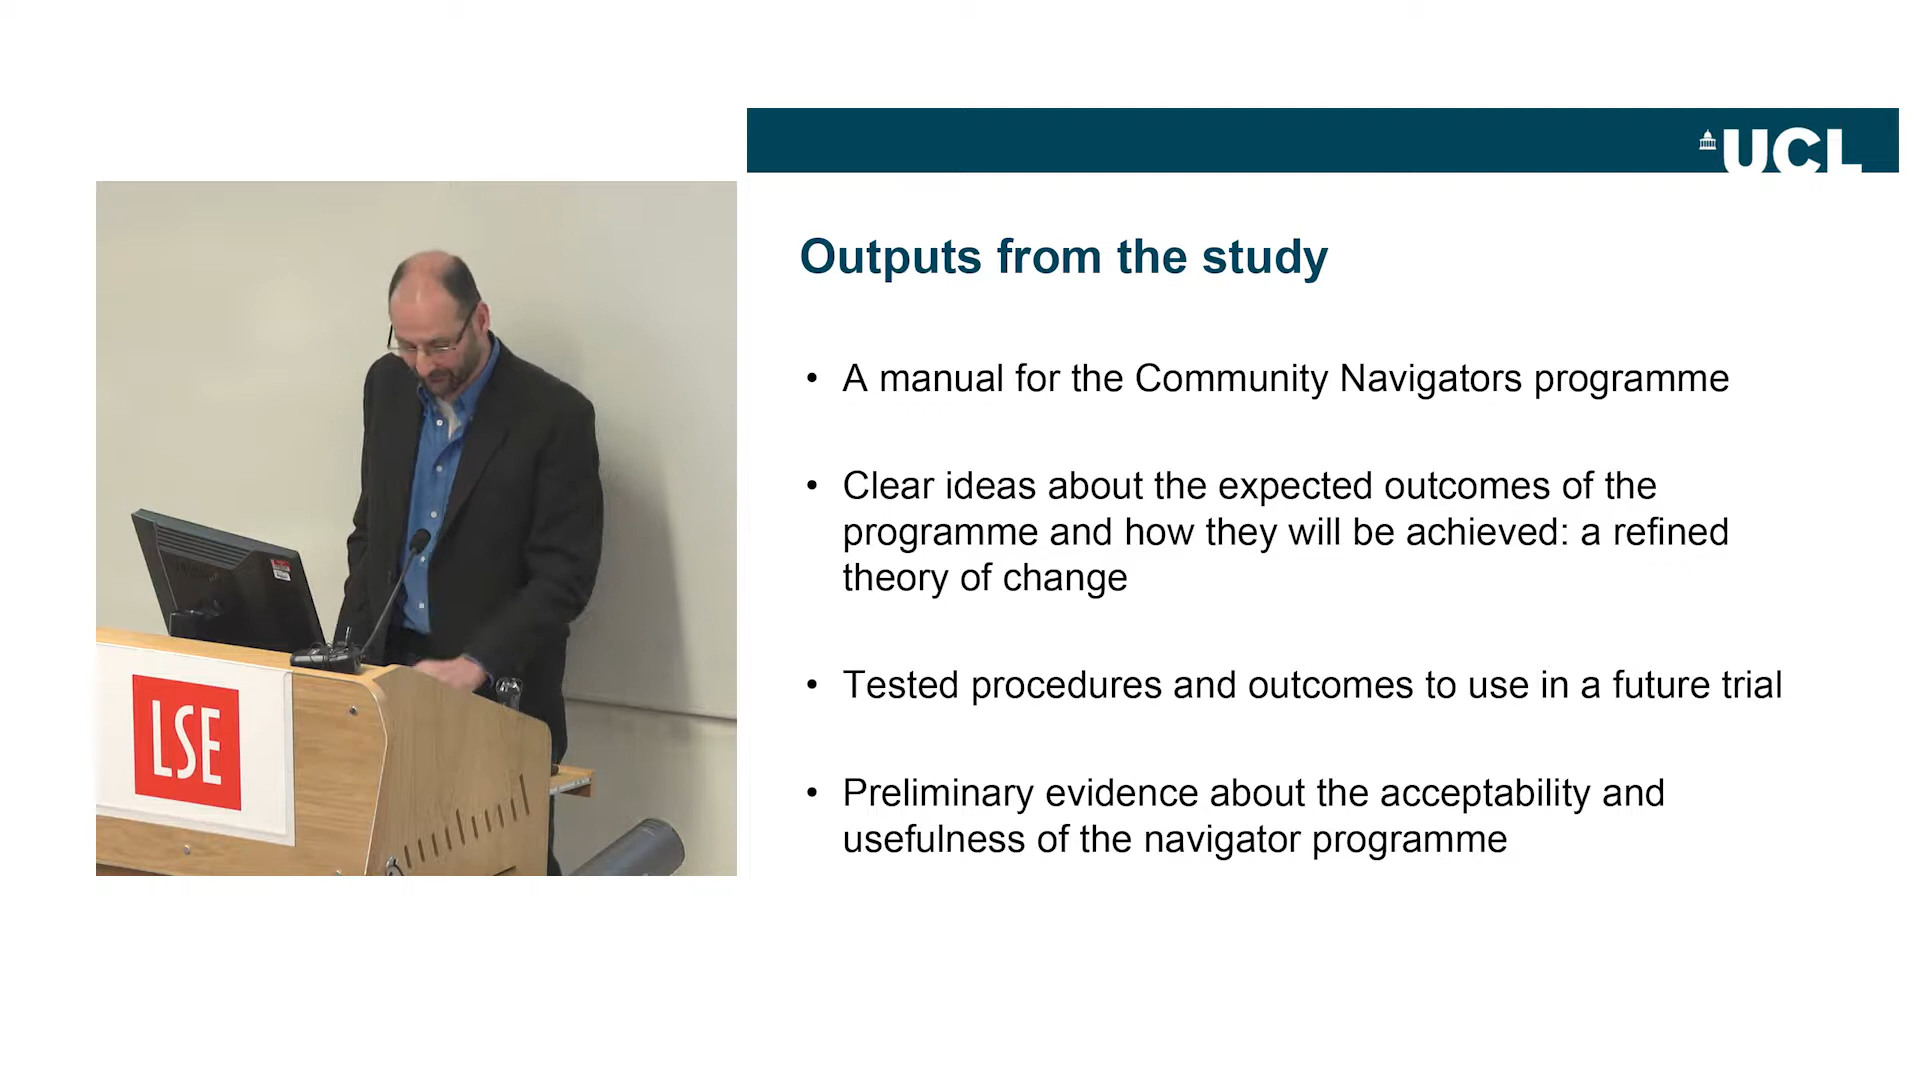 UCL
Outputs from the study
• A manual for the Community Navigators programme
• Clear ideas about the expected outcomes of the
programme and how they will be achieved: a refined
theory of change
• Tested procedures and outcomes to use in a future trial
• Preliminary evidence about the acceptability and
usefulness of the navigator programme
LSE